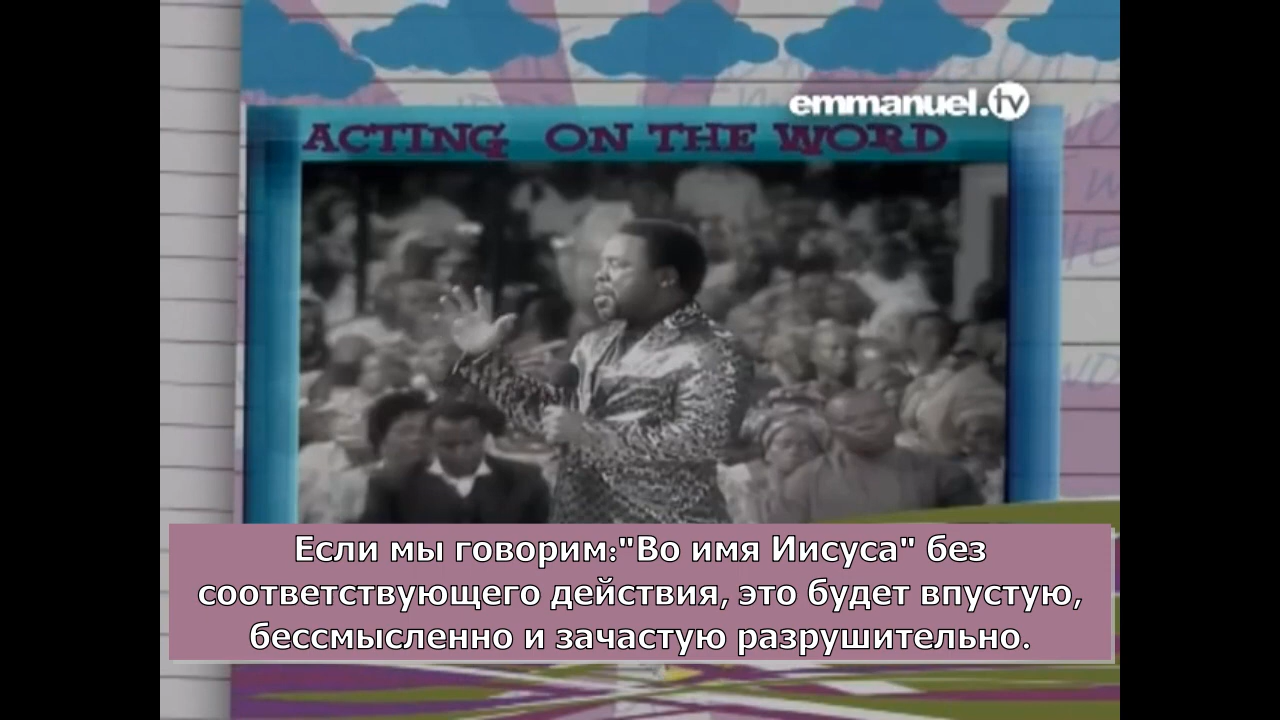 emmanuel.tv
ACTING ON THE WORD
Если мы говорим:"Во имя Иисуса" без
соответствующего действия, это будет впустую,
бессмысленно и зачастую разрушительно.